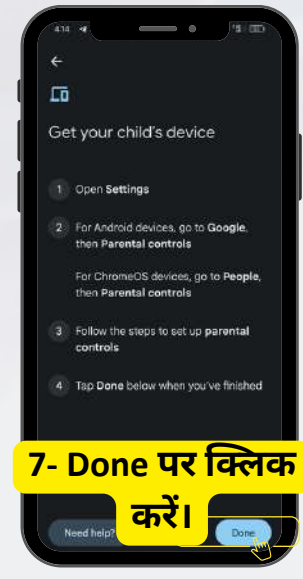 4:14
Get your child's device
1 Open Settings
2 For Android devices, go to Google,
then Parental controls
For ChromeOS devices, go to People,
then Parental controls
3 Follow the steps to set up parental
controls
4 Tap Done below when you've finished
7- Done पर क्लिक
करें।
Need help?
Done